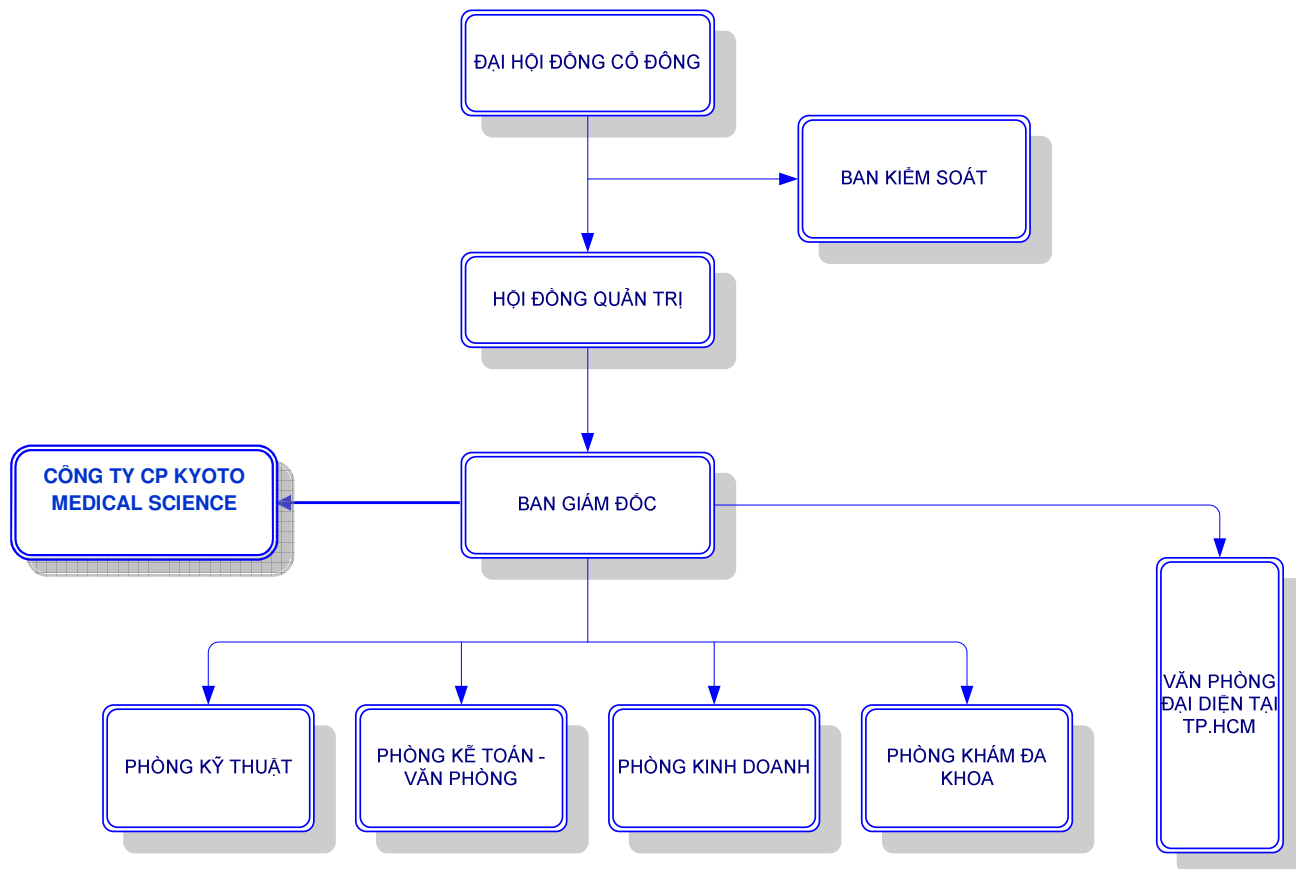 ĐẠI HỘI ĐỒNG CỔ ĐÔNG
BAN KIỂM SOÁT
HỘI ĐỒNG QUẢN TRỊ
CÔNG TY CP KYOTO
MEDICAL SCIENCE
BAN GIÁM ĐỐC
VĂN PHÒNG
ĐẠI DIỆN TẠI
TP.HCM
PHÒNG KỸ THUẬT
PHÒNG KẾ TOÁN -
VĂN PHÒNG
PHÒNG KINH DOANH
PHÒNG KHÁM ĐA
KHOA